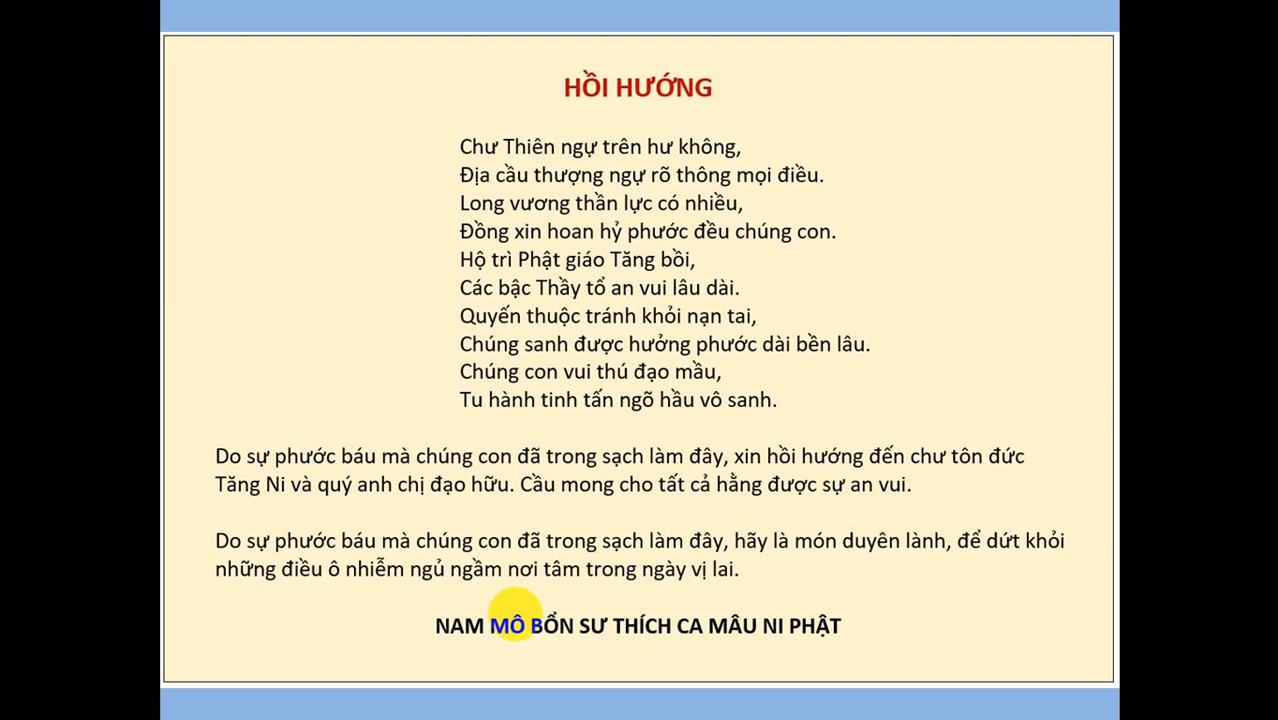 HỒI HƯỚNG
Chư Thiên ngự trên hư không,
Địa cầu thượng ngự rõ thông mọi điều.
Long vương thần lực có nhiều,
Đồng xin hoan hỷ phước đều chúng con.
Hộ trì Phật giáo Tăng bồi,
Các bậc Thầy tổ an vui lâu dài.
Quyến thuộc tránh khỏi nạn tai,
Chúng sanh được hưởng phước dài bền lâu.
Chúng con vui thú đạo mầu,
Tu hành tinh tấn ngõ hầu vô sanh.
Do sự phước báu mà chúng con đã trong sạch làm đây, xin hồi hướng đến chư tôn đức
Tăng Ni và quý anh chị đạo hữu. Cầu mong cho tất cả hằng được sự an vui.
Do sự phước báu mà chúng con đã trong sạch làm đây, hãy là món duyên lành, để dứt khỏi
những điều ô nhiễm ngủ ngầm nơi tâm trong ngày vị lai.
NAM MÔ BỔN SƯ THÍCH CA MÂU NI PHẬT